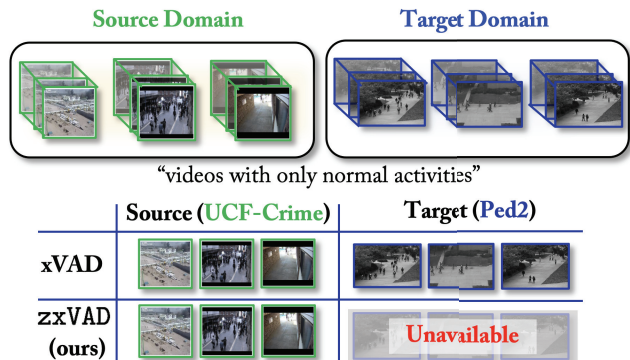 Source Domain
Target Domain
“videos with only normal activities”
Source (UCF-Crime)
Target (Ped2)
xVAD
zxVAD
(ours)
Unavailable